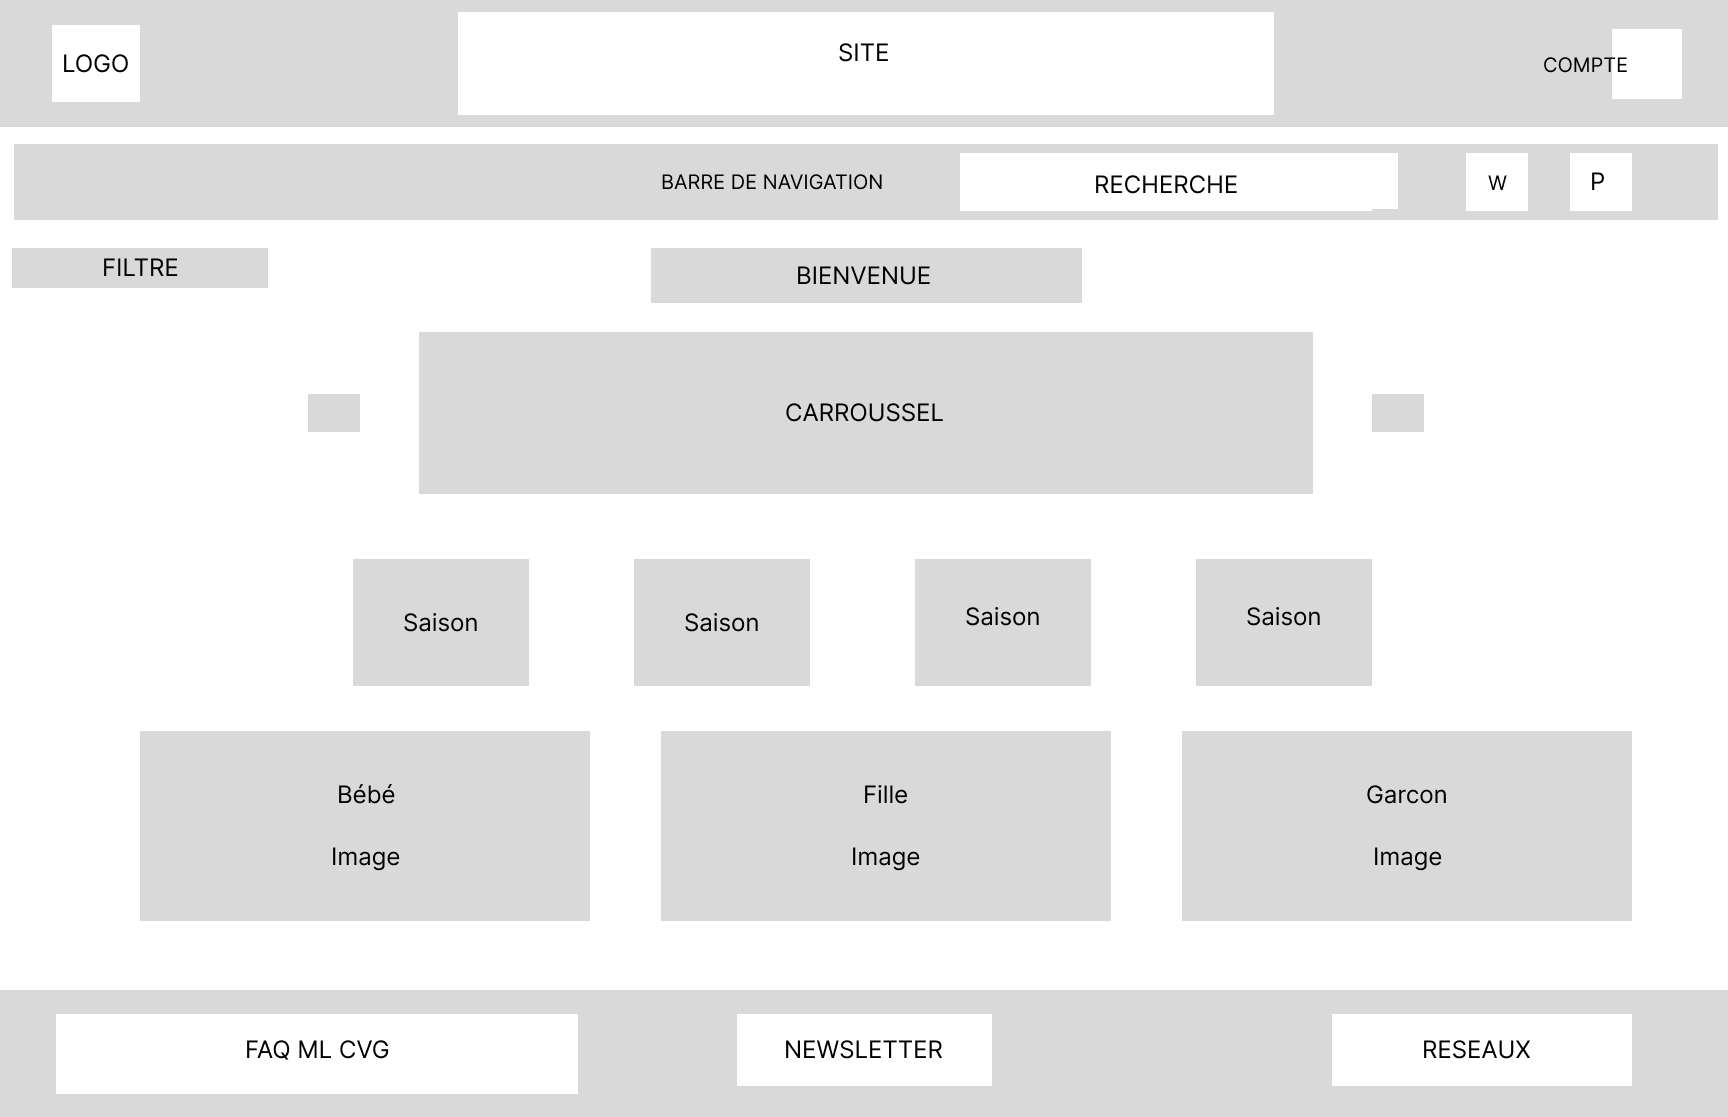 LOGO
SITE
COMPTE
BARRE DE NAVIGATION
RECHERCHE
W
P
FILTRE
BIENVENUE
CARROUSSEL
Saison
Saison
Saison
Saison
Bébé
Image
Fille
Image
Garcon
Image
FAQ ML CVG
NEWSLETTER
RESEAUX